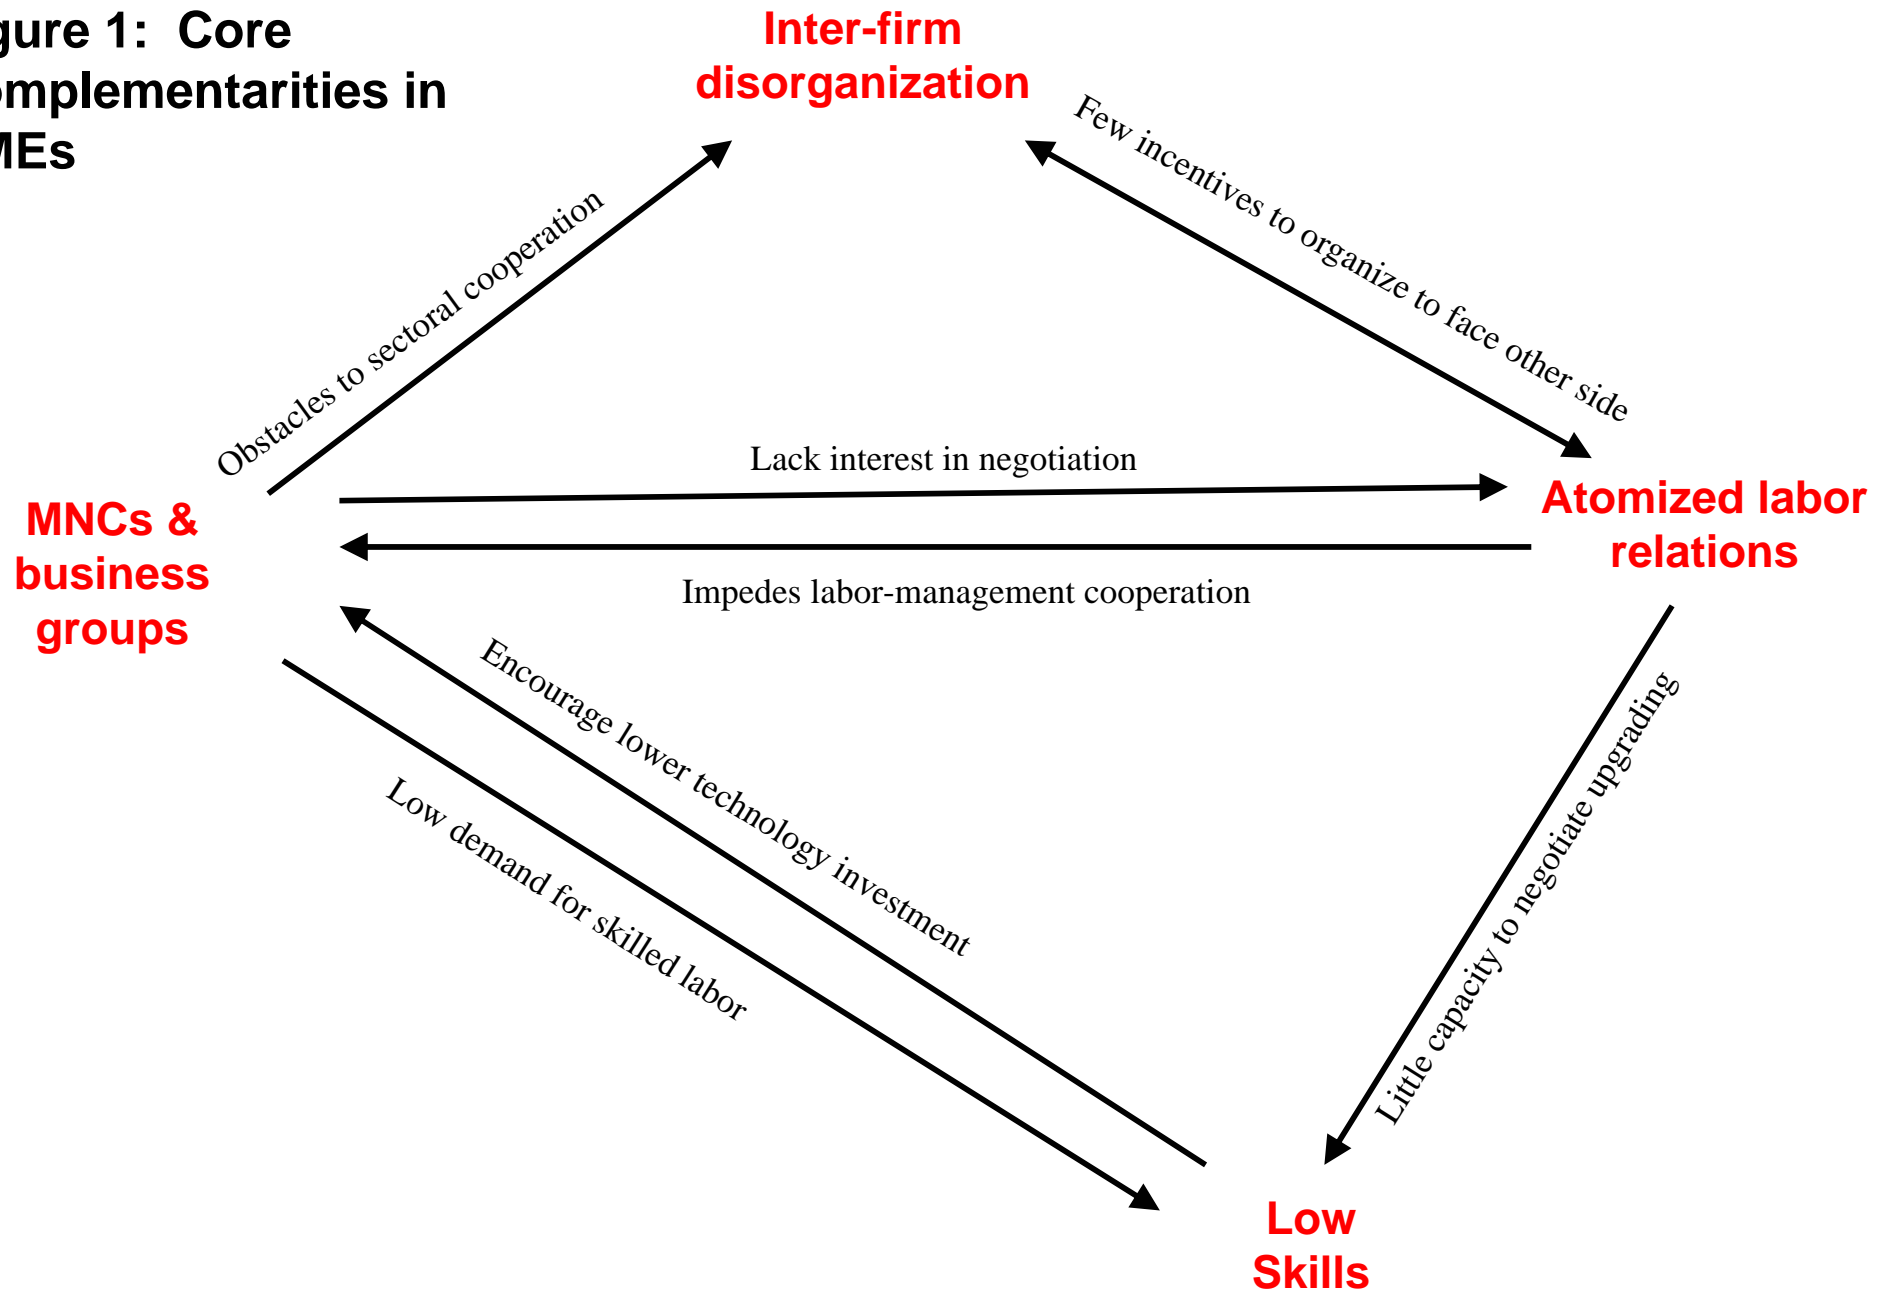 gure 1: Core
omplementarities in
MEs
Inter-firm
disorganization
Few incentives to organize to face other side
Obstacles to sectoral cooperation
Lack interest in negotiation
MNCs &
business
groups
Atomized labor
relations
Impedes labor-management cooperation
Encourage lower technology investment
Low demand for skilled labor
Little capacity to negotiate upgrading
Low
Skills